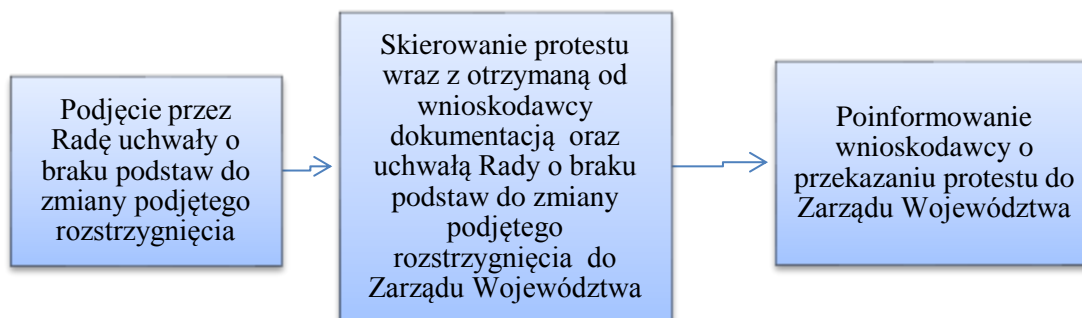 Podjęcie przez
Radę uchwały o
braku podstaw do
zmiany podjętego
rozstrzygnięcia
Skierowanie protestu
wraz z otrzymaną od
wnioskodawcy
dokumentacją oraz
uchwałą Rady o braku
podstaw do zmiany
podjętego
rozstrzygnięcia do
Zarządu Województwa
Poinformowanie
wnioskodawcy o
przekazaniu protestu do
Zarządu Województwa